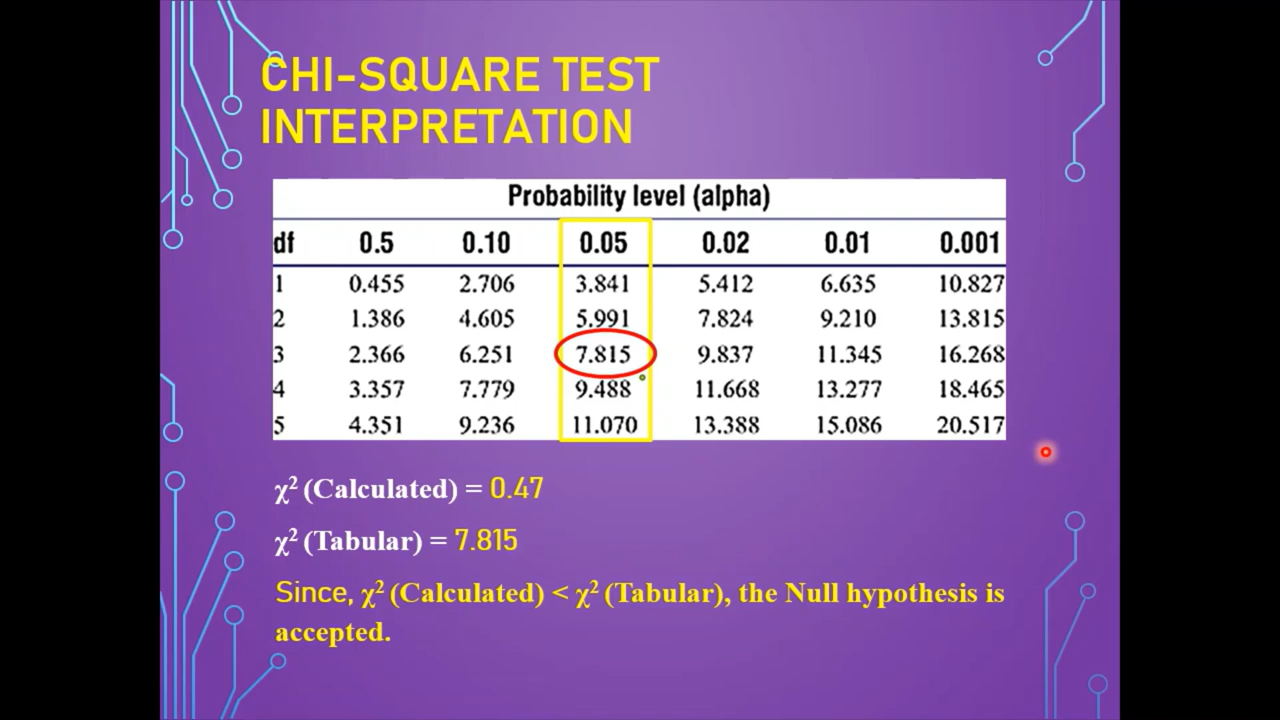 CHI-SQUARE TEST
INTERPRETATION
Probability level (alpha)
df 0.5 0.10 0.05 0.02 0.01 0.001
1 0.455 2.706 3.841 5.412 6.635 10.827
2 1.386 4.605 5.991 7.824 9.210 13.815
3 2.366 6.251 7.815 9.837 11.345 16.268
4 3.357 7.779 9.488 11.668 13.277 18.465
5 4.351 9.236 11.070 13.388 15.086 20.517
χ² (Calculated) = 0.47
χ² (Tabular) = 7.815
Since, χ² (Calculated) < χ² (Tabular), the Null hypothesis is
accepted.